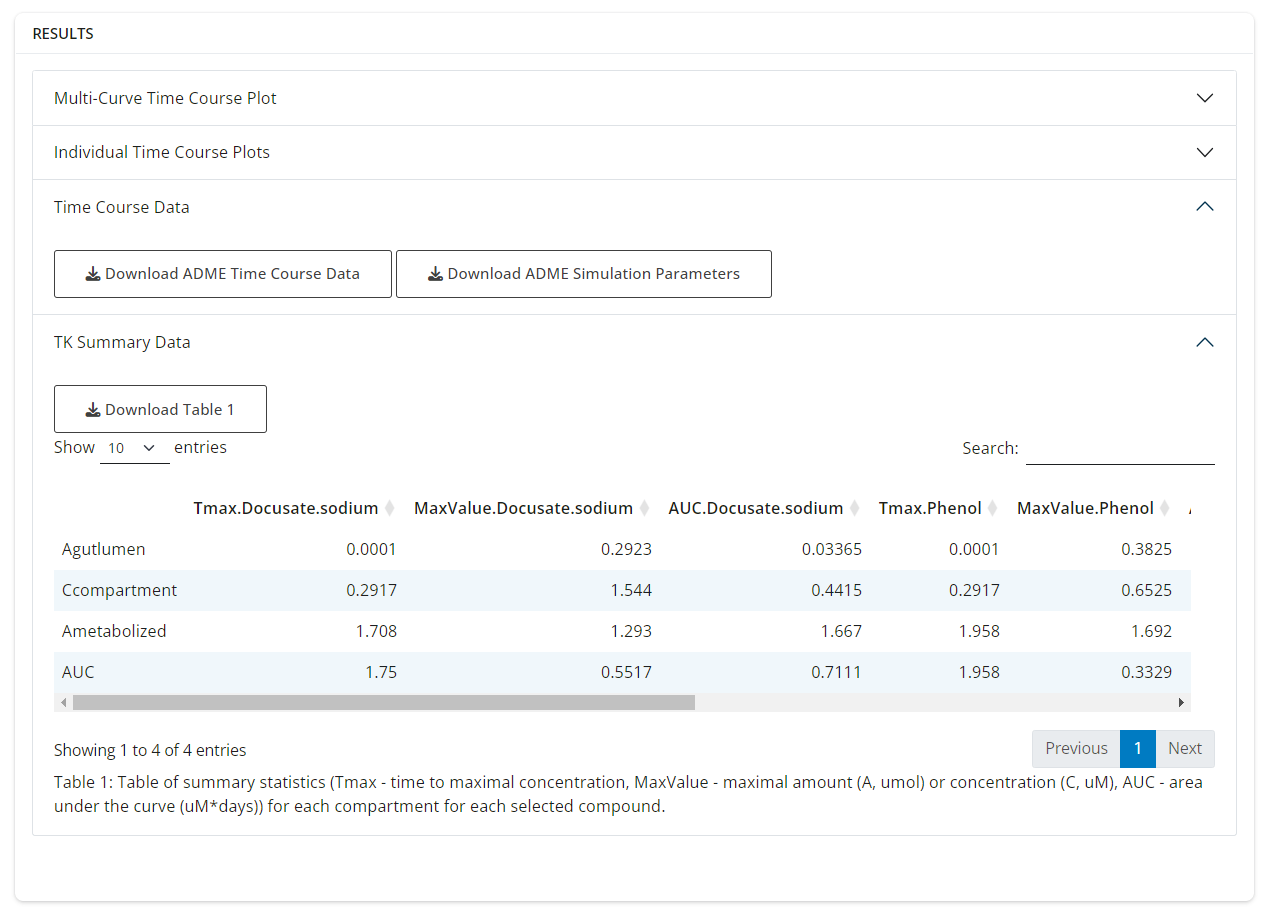 RESULTS
Multi-Curve Time Course Plot
Individual Time Course Plots
Time Course Data
Download ADME Time Course Data Download ADME Simulation Parameters
TK Summary Data
Download Table 1
Show 10 entries Search:
Tmax.Docusate.sodium MaxValue.Docusate.sodium AUC.Docusate.sodium Tmax.Phenol MaxValue.Phenol
Agutlumen 0.0001 0.2923 0.03365 0.0001 0.3825
Ccompartment 0.2917 1.544 0.4415 0.2917 0.6525
Ametabolized 1.708 1.293 1.667 1.958 1.692
AUC 1.75 0.5517 0.7111 1.958 0.3329
Showing 1 to 4 of 4 entries Previous 1 Next
Table 1: Table of summary statistics (Tmax - time to maximal concentration, MaxValue - maximal amount (A, umol) or concentration (C, uM), AUC - area
under the curve (uM*days)) for each compartment for each selected compound.